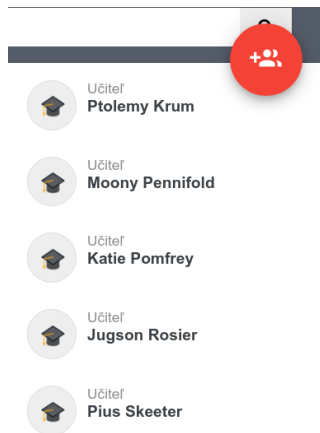 Učiteľ
Ptolemy Krum
Učiteľ
Moony Pennifold
Učiteľ
Katie Pomfrey
Učiteľ
Jugson Rosier
Učiteľ
Pius Skeeter